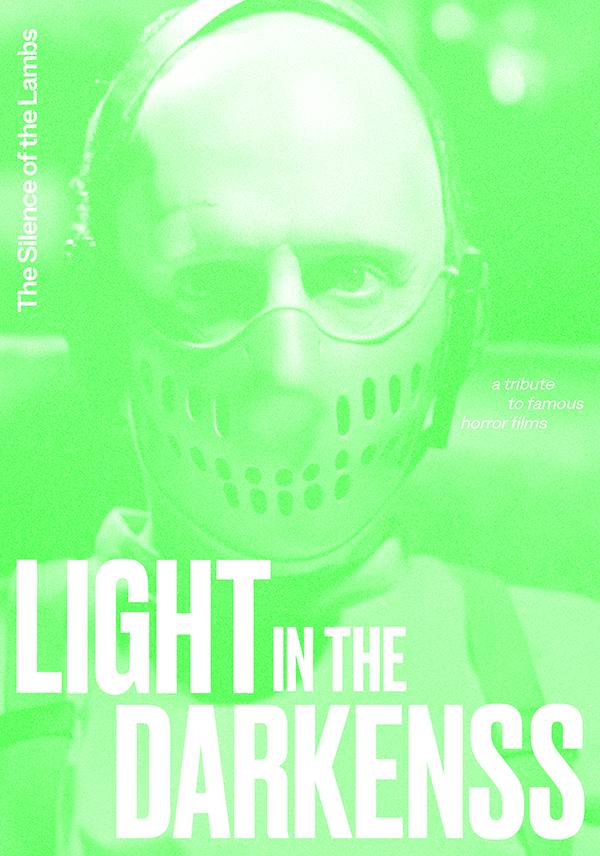 The Silence of the Lambs
a tribute
to famous
horror films
LIGHT
IN THE
DARKENSS